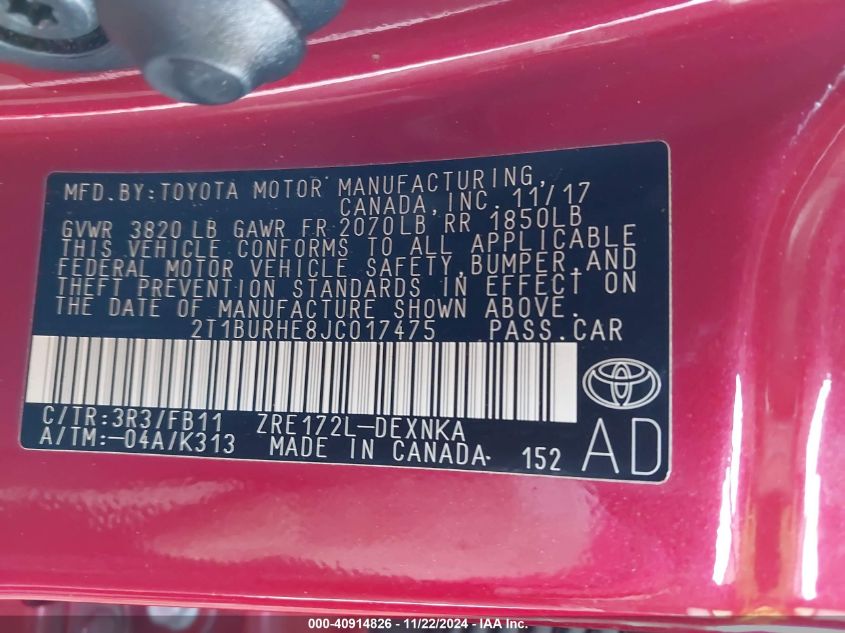 MFD. BY: TOYOTA MOTOR MANUFACTURING,
CANADA, INC. 11/17
GVWR 3820 LB GAWR FR 2070LB RR 1850LB
THIS VEHICLE CONFORMS TO ALL APPLICABLE
FEDERAL MOTOR VEHICLE SAFETY, BUMPER, AND
THEFT PREVENTION STANDARDS IN EFFECT ON
THE DATE OF MANUFACTURE SHOWN ABOVE.
2T1BURHE8JC017475 PASS. CAR
C/TR: 3R3/FB11 ZRE172L-DEXNKA
A/TM: -04A/K313 MADE IN CANADA 152 AD
000-40914826 - 11/22/2024 - IAA Inc.